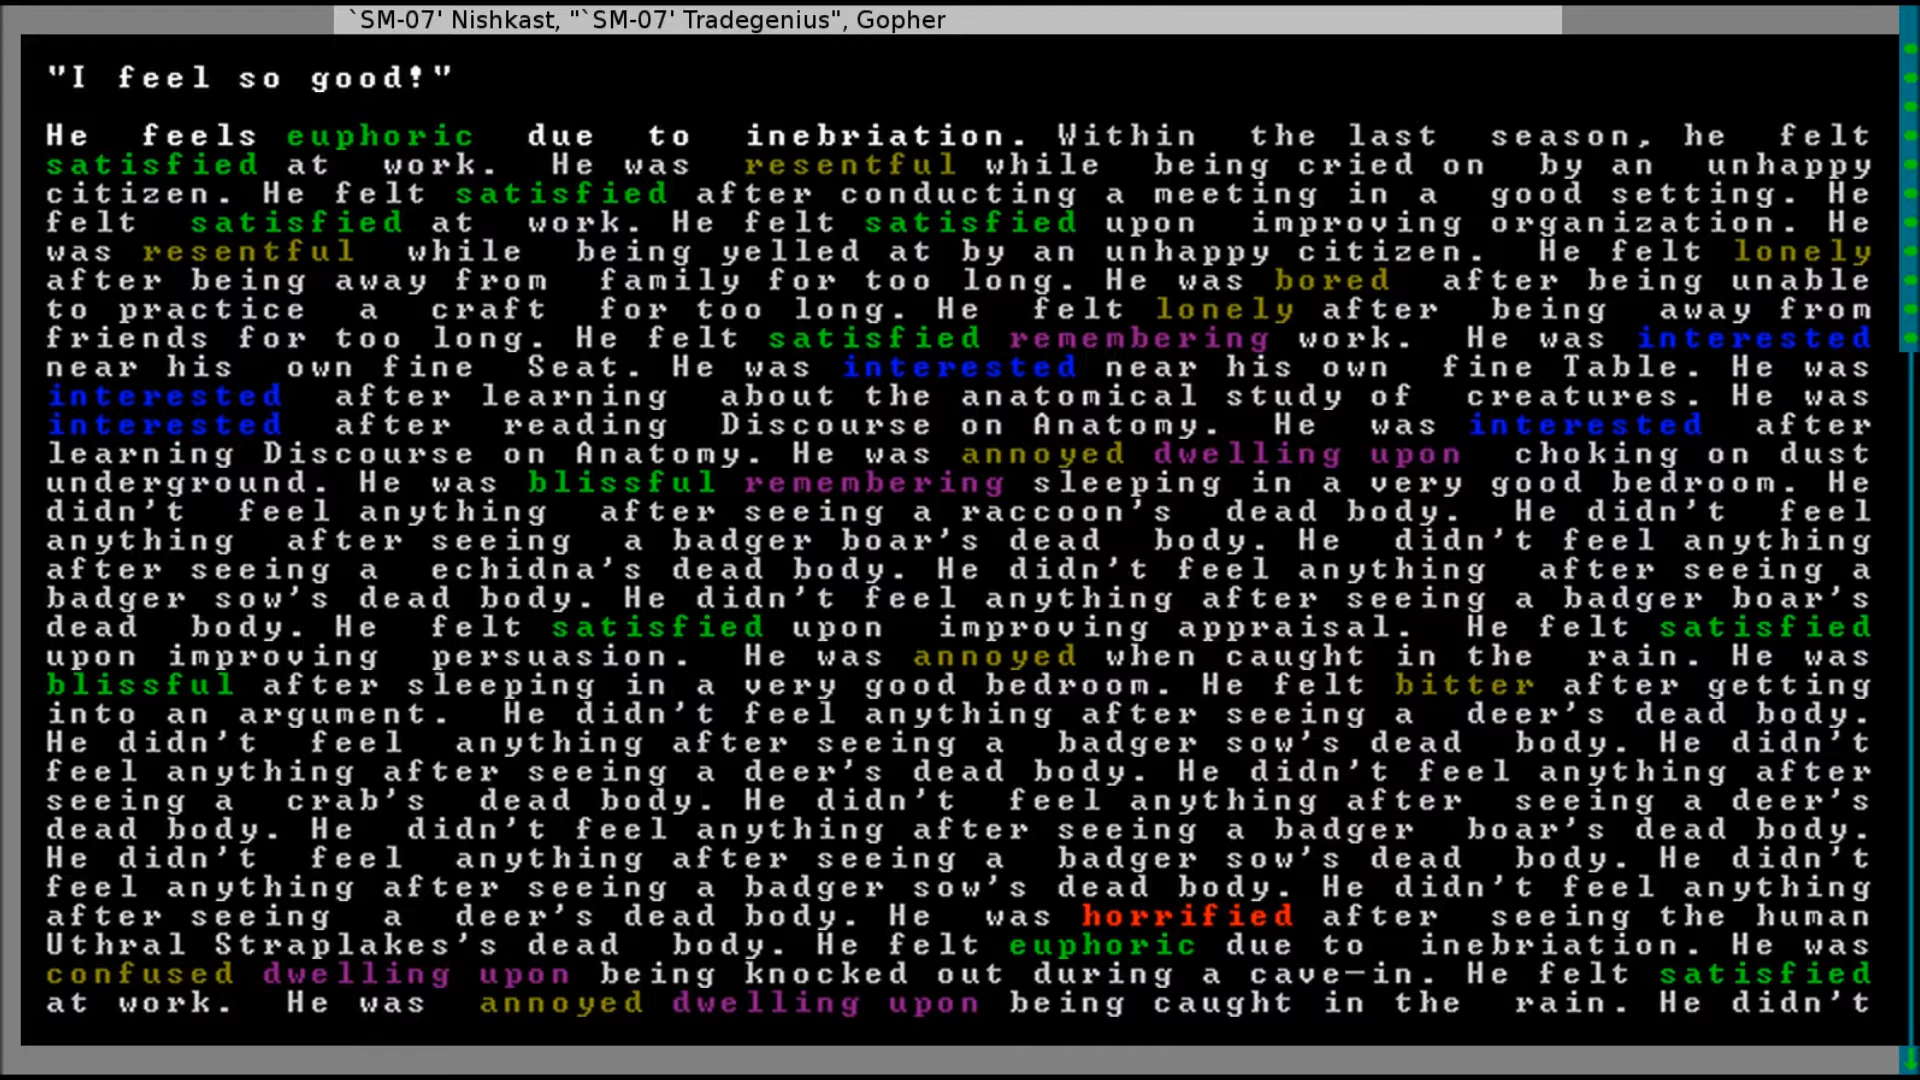 `SM-07' Nishkast, "`SM-07' Tradegenius", Gopher
"I feel so good!"
He feels euphoric due to inebriation. Within the last season, he felt
satisfied at work. He was resentful while being cried on by an unhappy
citizen. He felt satisfied after conducting a meeting in a good setting. He
felt satisfied at work. He felt satisfied upon improving organization. He
was resentful while being yelled at by an unhappy citizen. He felt lonely
after being away from family for too long. He was bored after being unable
to practice a craft for too long. He felt lonely after being away from
friends for too long. He felt satisfied remembering work. He was interested
near his own fine Seat. He was interested near his own fine Table. He was
interested after learning about the anatomical study of creatures. He was
interested after reading Discourse on Anatomy. He was interested after
learning Discourse on Anatomy. He was annoyed dwelling upon choking on dust
underground. He was blissful remembering sleeping in a very good bedroom. He
didn't feel anything after seeing a raccoon's dead body. He didn't feel
anything after seeing a badger boar's dead body. He didn't feel anything
after seeing a echidna's dead body. He didn't feel anything after seeing a
badger sow's dead body. He didn't feel anything after seeing a badger boar's
dead body. He felt satisfied upon improving appraisal. He felt satisfied
upon improving persuasion. He was annoyed when caught in the rain. He was
blissful after sleeping in a very good bedroom. He felt bitter after getting
into an argument. He didn't feel anything after seeing a deer's dead body.
He didn't feel anything after seeing a badger sow's dead body. He didn't
feel anything after seeing a deer's dead body. He didn't feel anything after
seeing a crab's dead body. He didn't feel anything after seeing a deer's
dead body. He didn't feel anything after seeing a badger boar's dead body.
He didn't feel anything after seeing a badger sow's dead body. He didn't
feel anything after seeing a badger sow's dead body. He didn't feel anything
after seeing a deer's dead body. He was horrified after seeing the human
Uthral Straplakes's dead body. He felt euphoric due to inebriation. He was
confused dwelling upon being knocked out during a cave-in. He felt satisfied
at work. He was annoyed dwelling upon being caught in the rain. He didn't